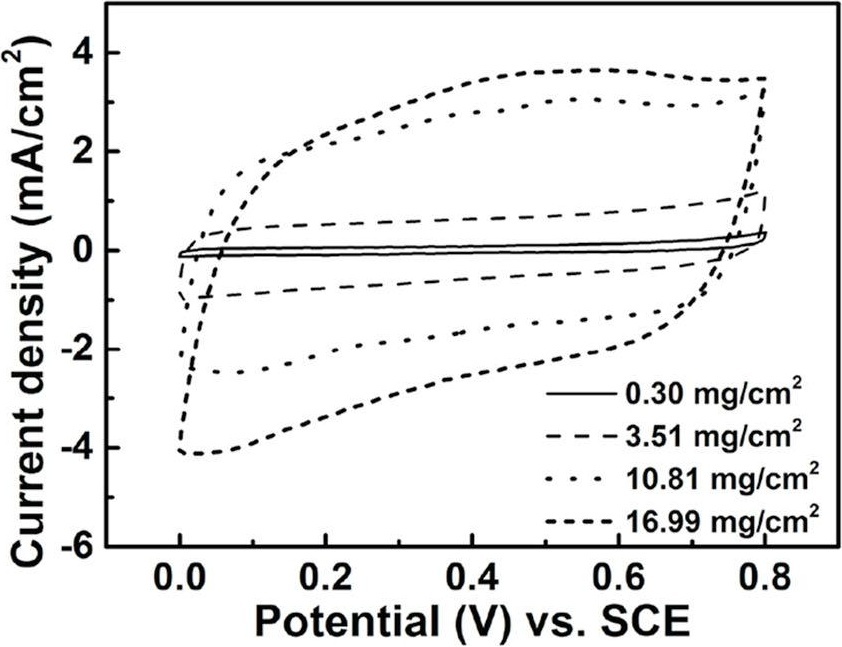 Current density (mA/cm²)
4
2
0
-2
-4
-6
0.30 mg/cm²
3.51 mg/cm²
10.81 mg/cm²
16.99 mg/cm²
0.0 0.2 0.4 0.6 0.8
Potential (V) vs. SCE